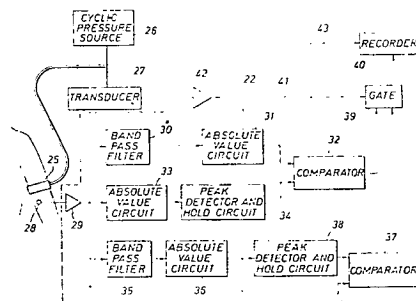 CYCLIC
PRESSURE
SOURCE
26
43
RECORDER
27
42
22
41
40
TRANSDUCER
GATE
30
31
39
BAND
PASS
FILTER
ABSOLUTE
VALUE
CIRCUIT
32
25
33
COMPARATOR
ABSOLUTE
VALUE
CIRCUIT
PEAK
DETECTOR AND
HOLD CIRCUIT
34
28
29
38
37
BAND
PASS
FILTER
ABSOLUTE
VALUE
CIRCUIT
PEAK
DETECTOR AND
HOLD CIRCUIT
COMPARATOR
35
36